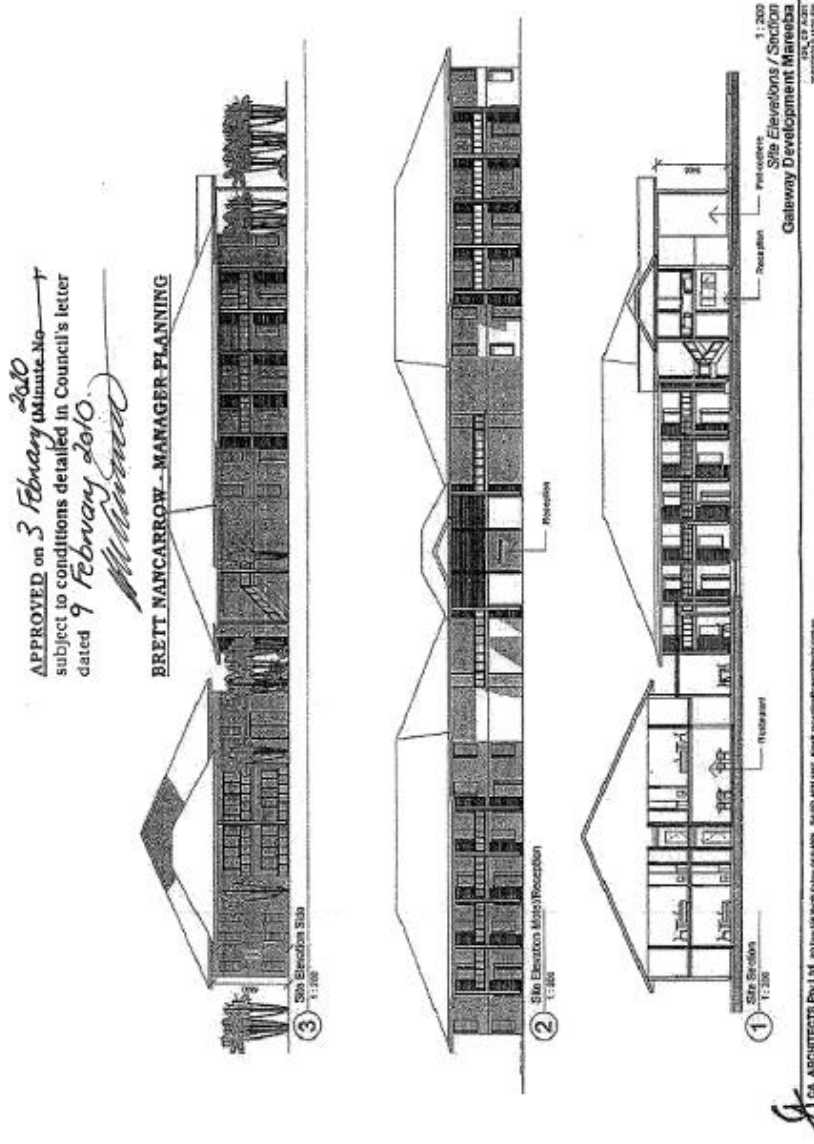 APPROVED on 3 February 2010 (Minute No
subject to conditions detailed in Council's letter
dated 9 February 2010.
BRETT NANCARROW - MANAGER PLANNING
3
Site Elevation Side
1 : 200
2
Site Elevation Motel/Reception
1 : 200
Reception
1
Site Section
1 : 200
Restaurant
Reception
Porte-cochere
1 : 200
Site Elevations / Section
Gateway Development Mareeba
ARCHITECTS Pty Ltd